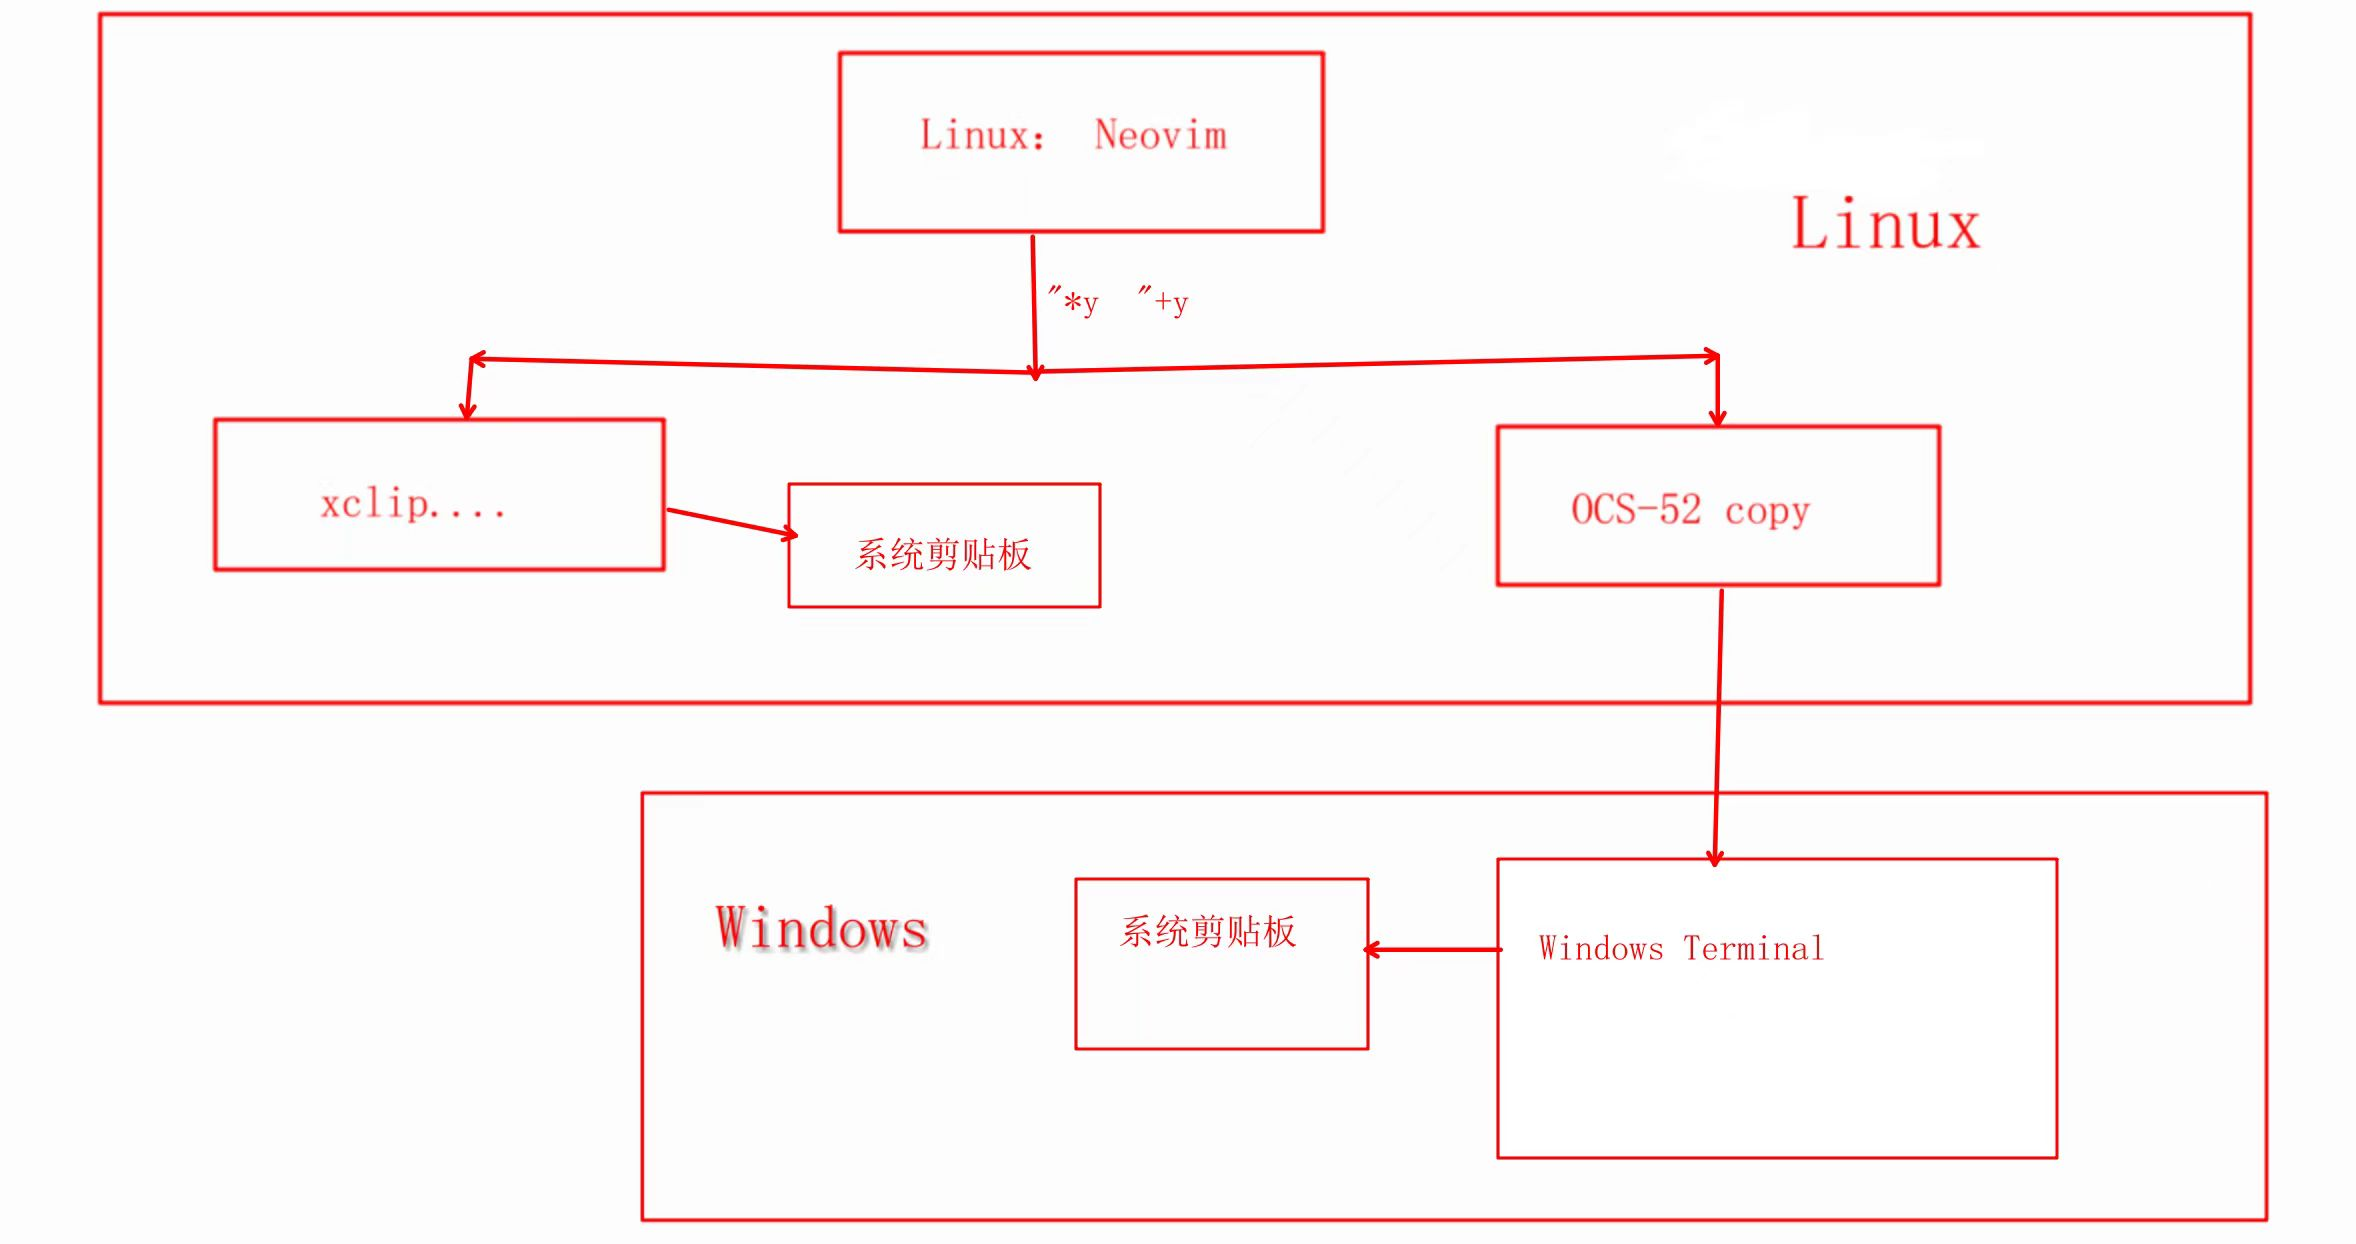 Linux： Neovim
Linux
"*y "+y
xclip....
系统剪贴板
OCS-52 copy
Windows
系统剪贴板
Windows Terminal